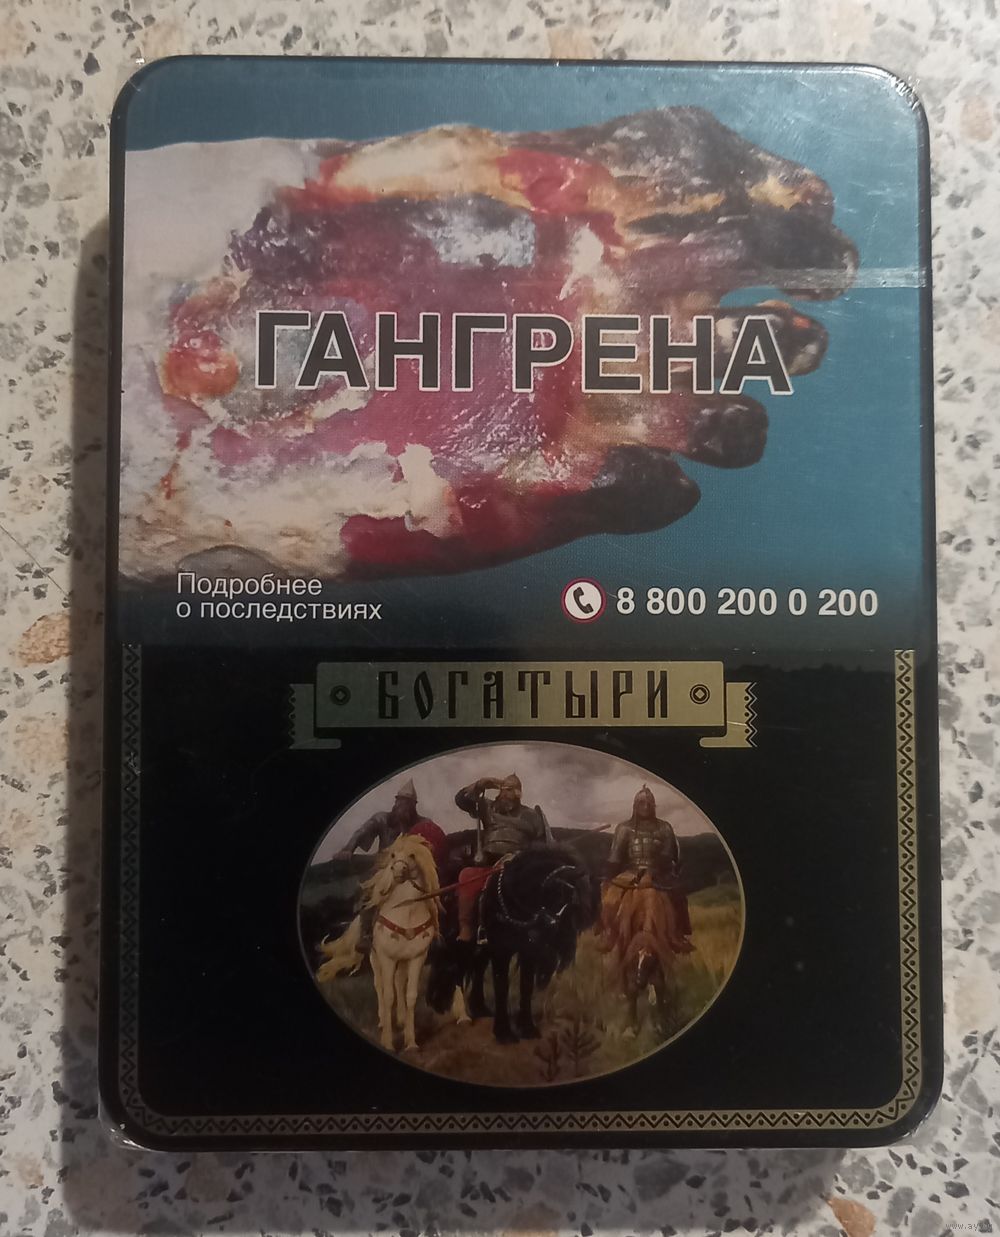 ГАНГРЕНА
Подробнее
о последствиях
8 800 200 0 200
БОГАТЫРИ